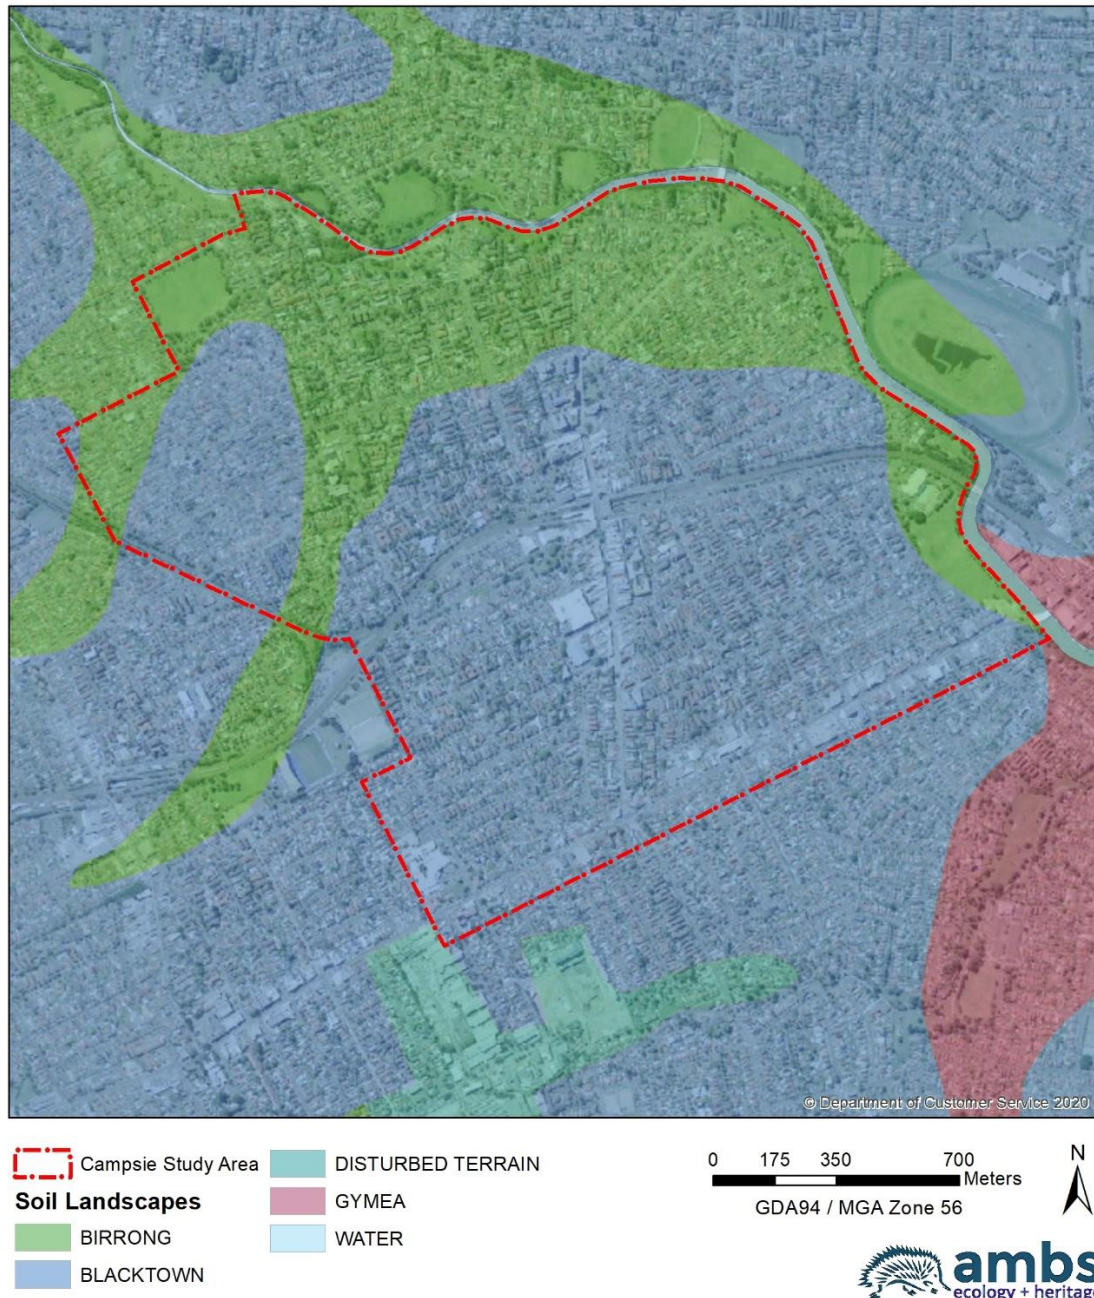 © Department of Customer Service 2020
Campsie Study Area
Soil Landscapes
BIRRONG
BLACKTOWN
DISTURBED TERRAIN
GYMEA
WATER
0 175 350 700
Meters
GDA94 / MGA Zone 56
N
ambs
ecology + heritage